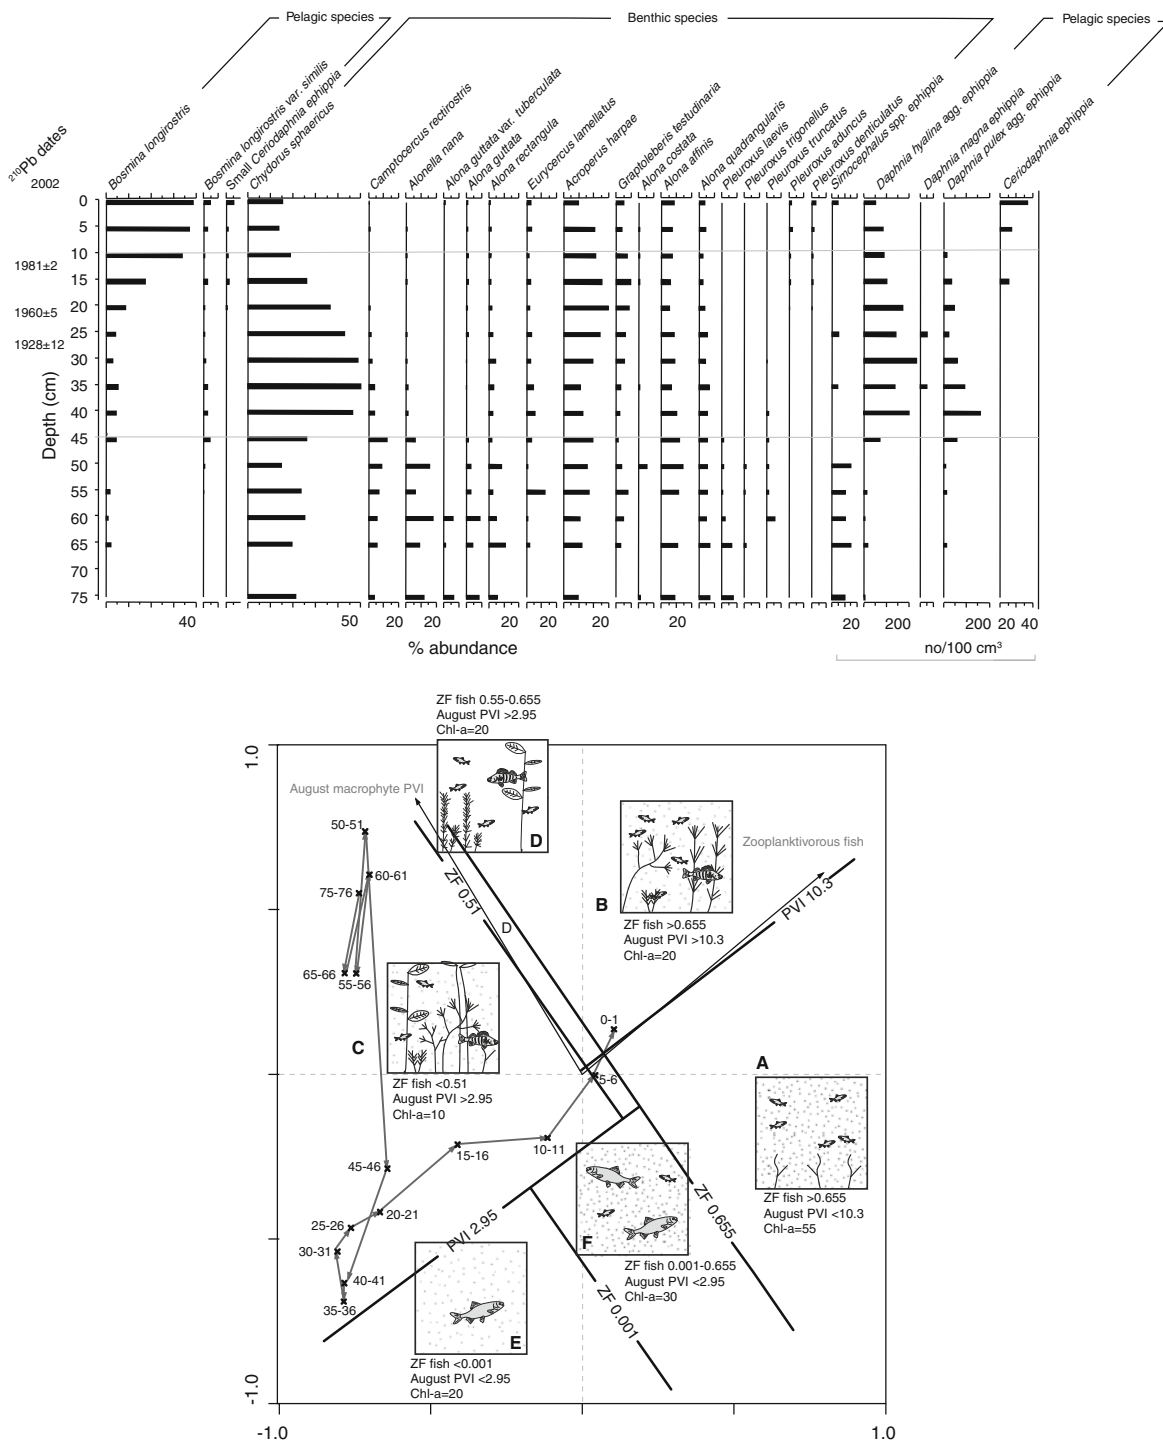 Pelagic species
Benthic species
Pelagic species
²¹⁰Pb dates
2002
Bosmina longirostris
Bosmina longirostris var. similis
Small Ceriodaphnia ephippia
Chydorus sphaericus
Camptocercus rectirostris
Alonella nana
Alona guttata var. tuberculata
Alona guttata
Alona rectangula
Eurycercus lamellatus
Acroperus harpae
Graptoleberis testudinaria
Alona costata
Alona affinis
Alona quadrangularis
Pleuroxus laevis
Pleuroxus trigonellus
Pleuroxus truncatus
Pleuroxus aduncus
Pleuroxus denticulatus
Simocephalus spp. ephippia
Daphnia hyalina agg. ephippia
Daphnia magna ephippia
Daphnia pulex agg. ephippia
Ceriodaphnia ephippia
0
5
10
1981±2
15
20
1960±5
25
1928±12
30
35
40
45
50
55
60
65
70
75
Depth (cm)
40
50
20
20
20
20
20
20
200
200
20 40
% abundance
no/100 cm³
ZF fish 0.55-0.655
August PVI >2.95
Chl-a=20
D
1.0
August macrophyte PVI
50-51
60-61
75-76
65-66
55-56
ZF 0.51
D
B
ZF fish >0.655
August PVI >10.3
Chl-a=20
Zooplanktivorous fish
PVI 10.3
C
ZF fish <0.51
August PVI >2.95
Chl-a=10
0-1
5-6
A
ZF fish >0.655
August PVI <10.3
Chl-a=55
10-11
15-16
45-46
20-21
25-26
30-31
40-41
35-36
PVI 2.95
ZF 0.655
F
ZF fish 0.001-0.655
August PVI <2.95
Chl-a=30
ZF 0.001
E
ZF fish <0.001
August PVI <2.95
Chl-a=20
-1.0
-1.0
1.0